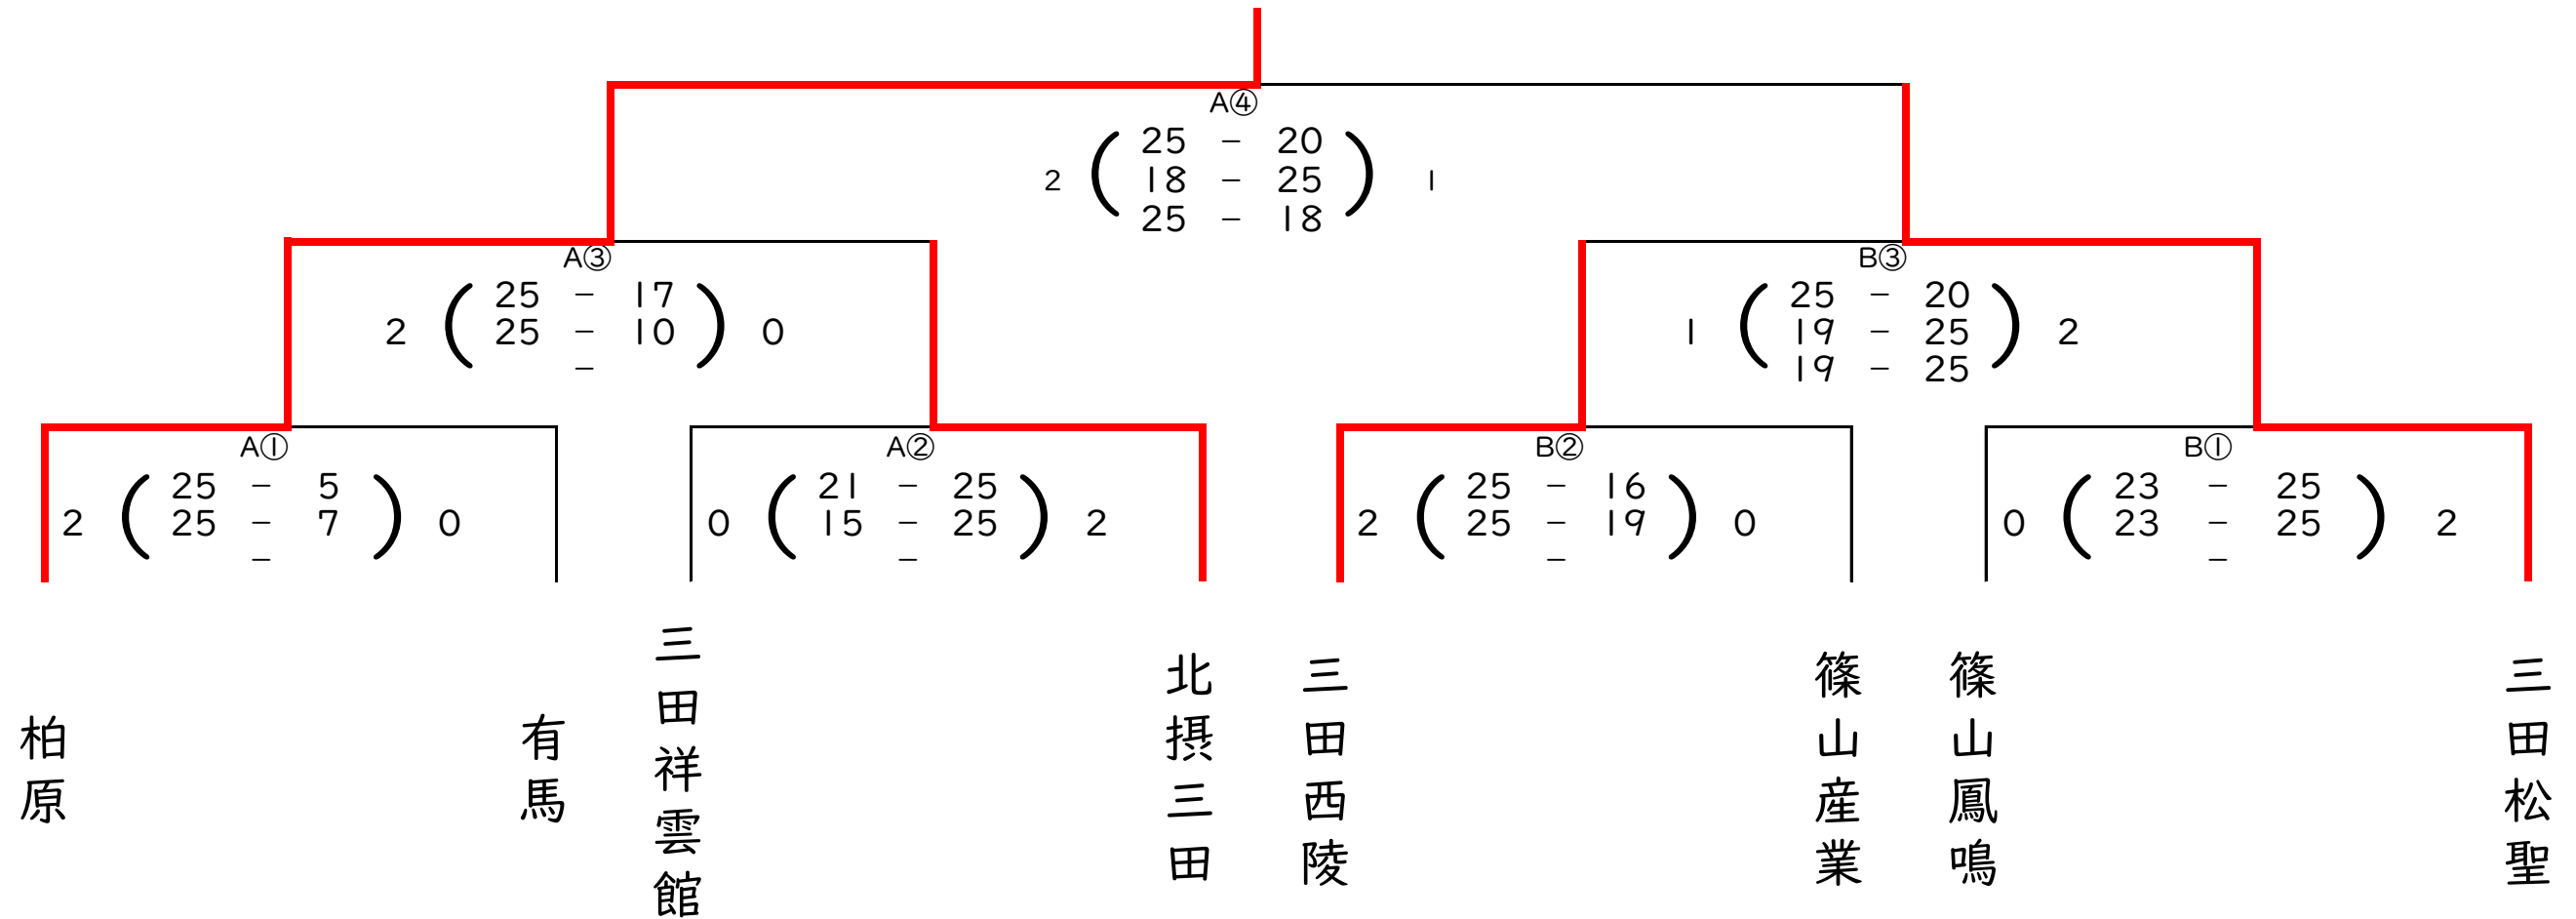 A④
25 － 20
2 ( 18 － 25 ) 1
25 － 18
A③ B③
25 － 17
2 ( 25 － 10 ) 0
－
25 － 20
1 ( 19 － 25 ) 2
19 － 25
A① A② B② B①
25 － 5
2 ( 25 － 7 ) 0
－
21 － 25
0 ( 15 － 25 ) 2
－
25 － 16
2 ( 25 － 19 ) 0
－
23 － 25
0 ( 23 － 25 ) 2
－
柏原
有馬
三田祥雲館
北摂三田
三田西陵
篠山産業
篠山鳳鳴
三田松聖